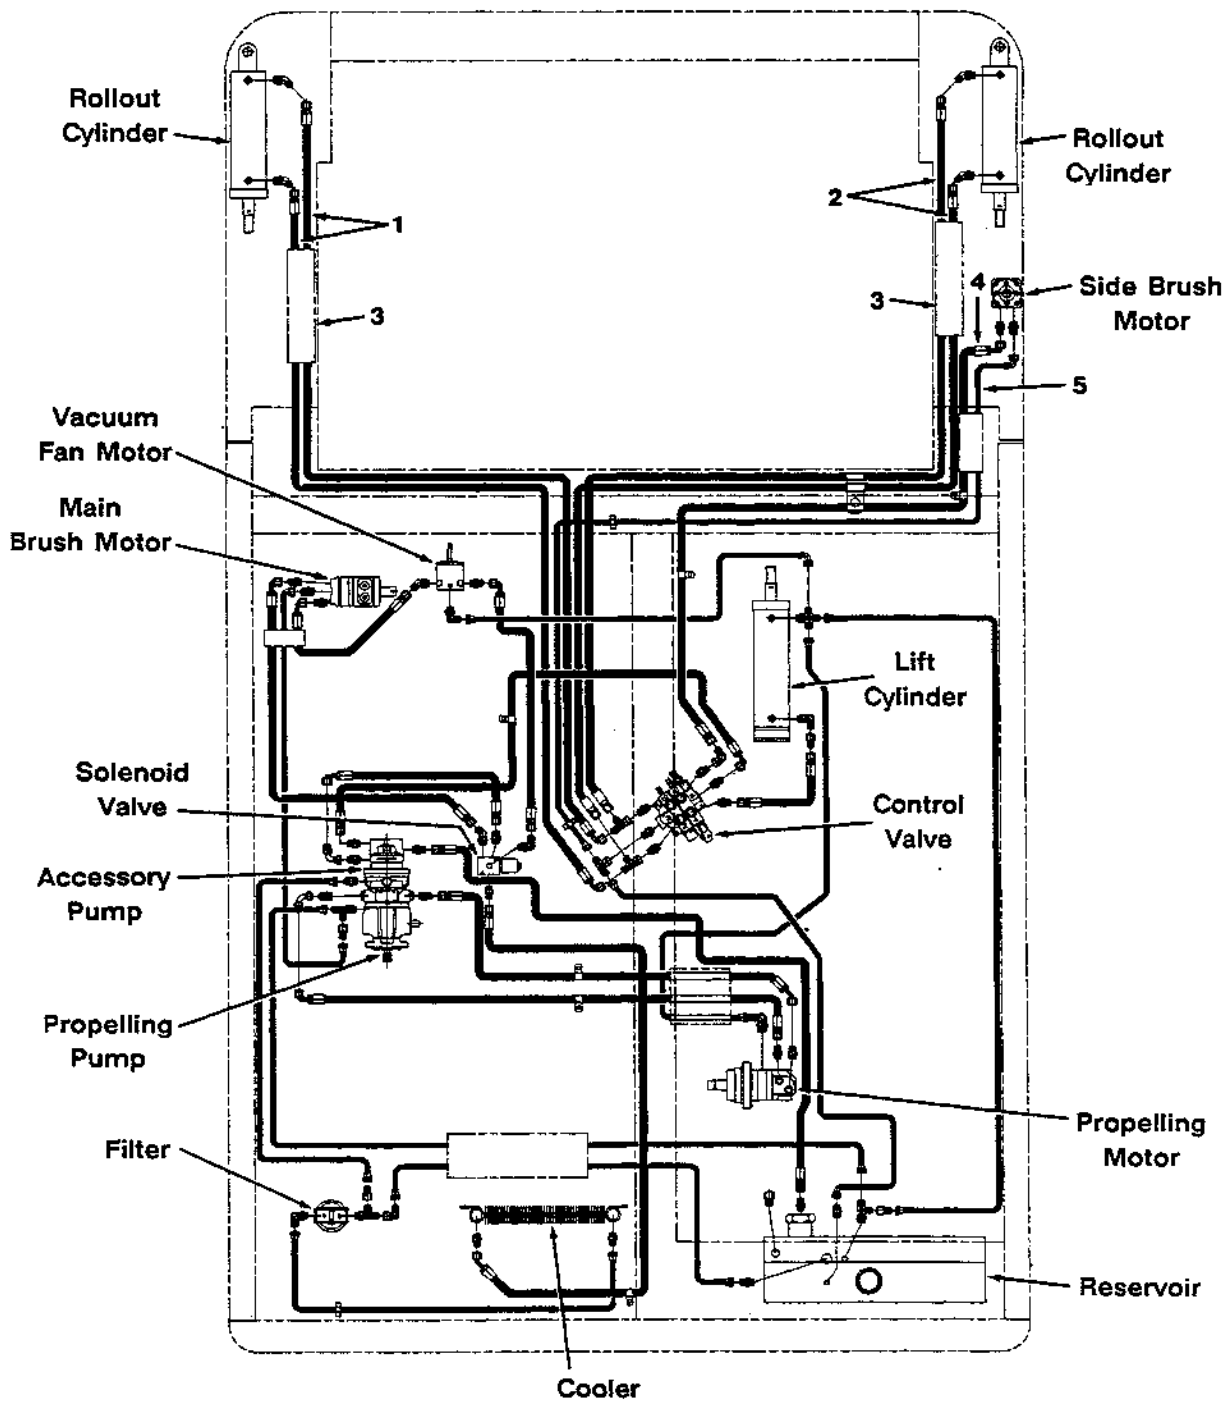 Rollout
Cylinder
Rollout
Cylinder
1
2
3
3
4
Side Brush
Motor
5
Vacuum
Fan Motor
Main
Brush Motor
Lift
Cylinder
Solenoid
Valve
Control
Valve
Accessory
Pump
Propelling
Pump
Propelling
Motor
Filter
Reservoir
Cooler